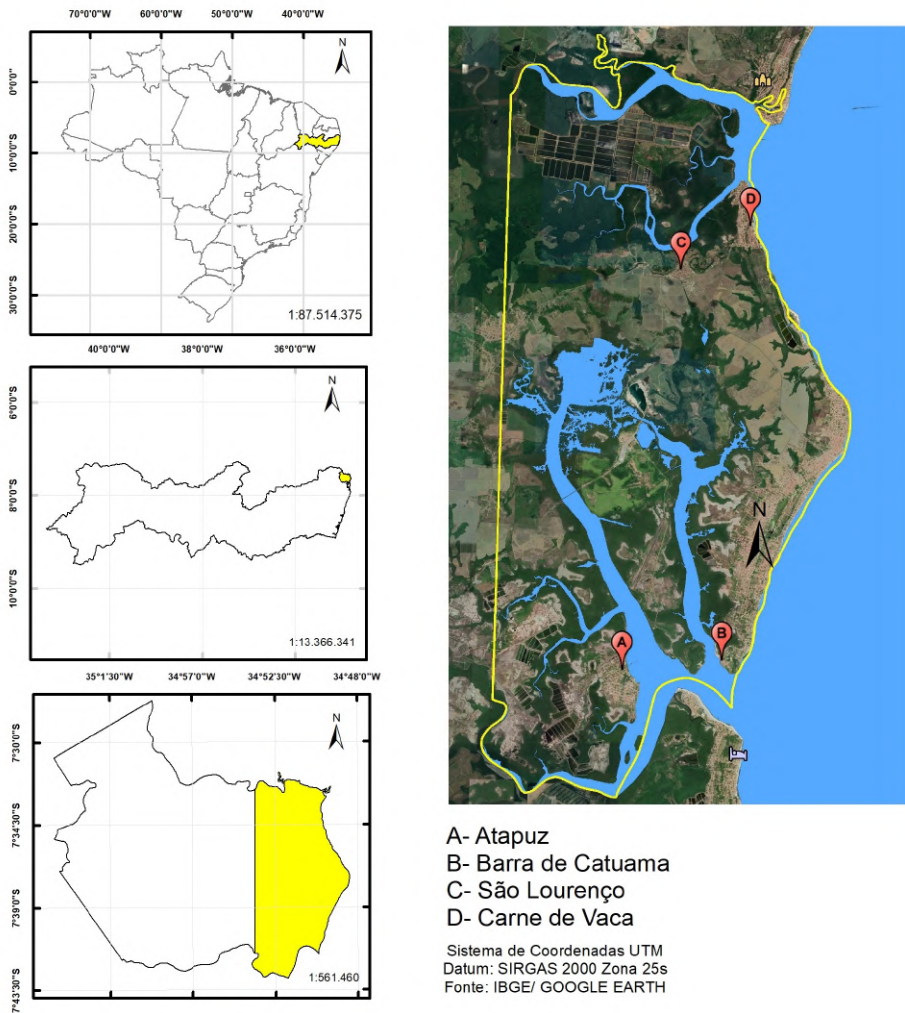 70°0'0"W 60°0'0"W 50°0'0"W 40°0'0"W
N
0°0'0"
10°0'0"S
20°0'0"S
30°0'0"S
1:87.514.375
40°0'0"W 38°0'0"W 36°0'0"W
N
6°0'0"S
8°0'0"S
10°0'0"S
1:13.366.341
35°1'30"W 34°57'0"W 34°52'30"W 34°48'0"W
N
7°30'0"S
7°34'30"S
7°39'0"S
7°43'30"S
1:561.460
D
C
N
A
B
A- Atapuz
B- Barra de Catuama
C- São Lourenço
D- Carne de Vaca
Sistema de Coordenadas UTM
Datum: SIRGAS 2000 Zona 25s
Fonte: IBGE/ GOOGLE EARTH